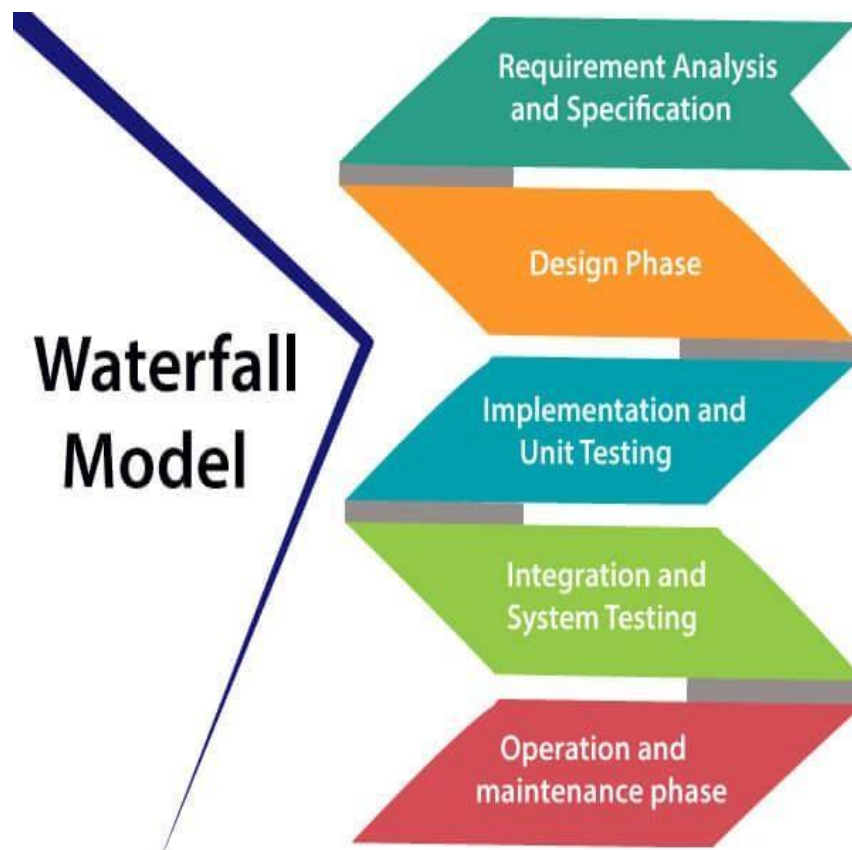 Waterfall
Model
Requirement Analysis
and Specification
Design Phase
Implementation and
Unit Testing
Integration and
System Testing
Operation and
maintenance phase